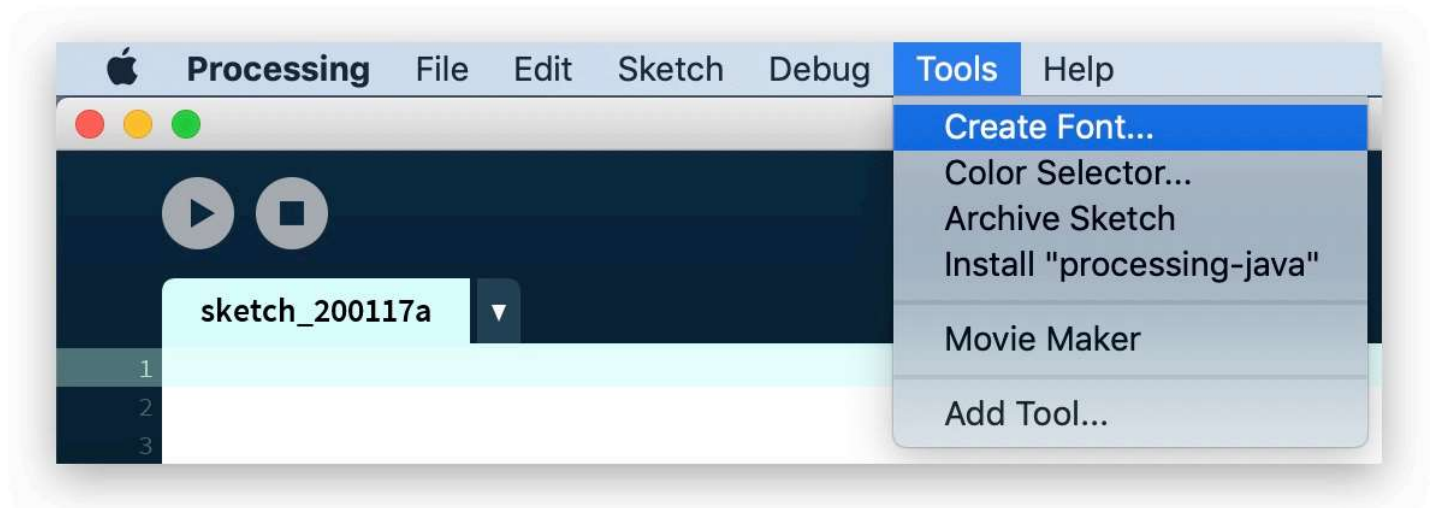 Processing File Edit Sketch Debug Tools Help
Create Font...
Color Selector...
Archive Sketch
Install "processing-java"
sketch_200117a
Movie Maker
1
2
Add Tool...
3